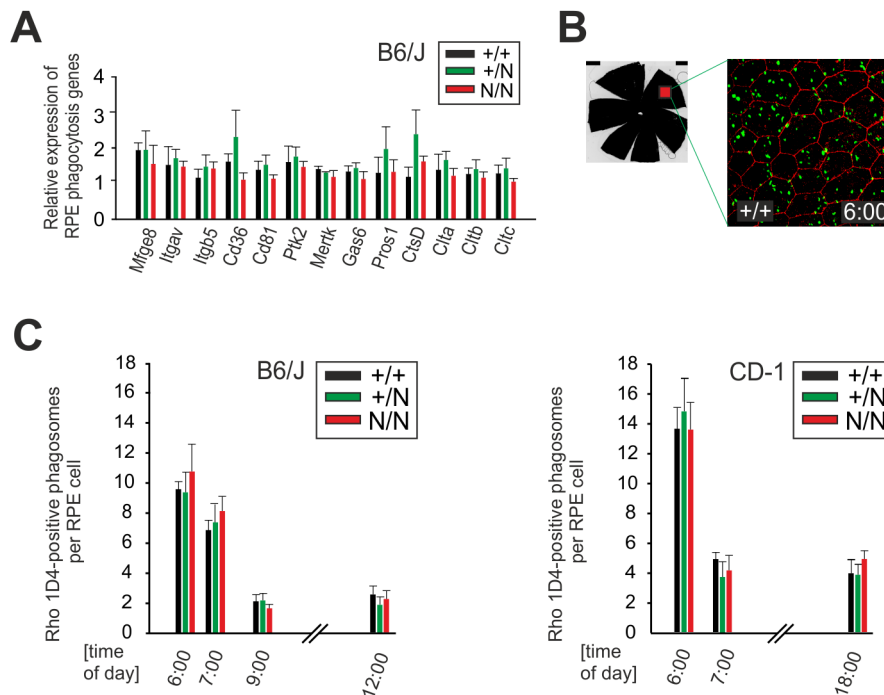 A
B6/J
+/+
+/N
N/N
Relative expression of
RPE phagocytosis genes
4
3
2
1
0
Mfge8
Itgav
Itgb5
Cd36
Cd81
Ptk2
Mertk
Gas6
Pros1
CtsD
Clta
Cltb
Cltc
B
+/+
6:00
C
B6/J
+/+
+/N
N/N
Rho 1D4-positive phagosomes
per RPE cell
18
16
14
12
10
8
6
4
2
0
[time
of day]
6:00
7:00
9:00
12:00
CD-1
+/+
+/N
N/N
Rho 1D4-positive phagosomes
per RPE cell
18
16
14
12
10
8
6
4
2
0
[time
of day]
6:00
7:00
18:00